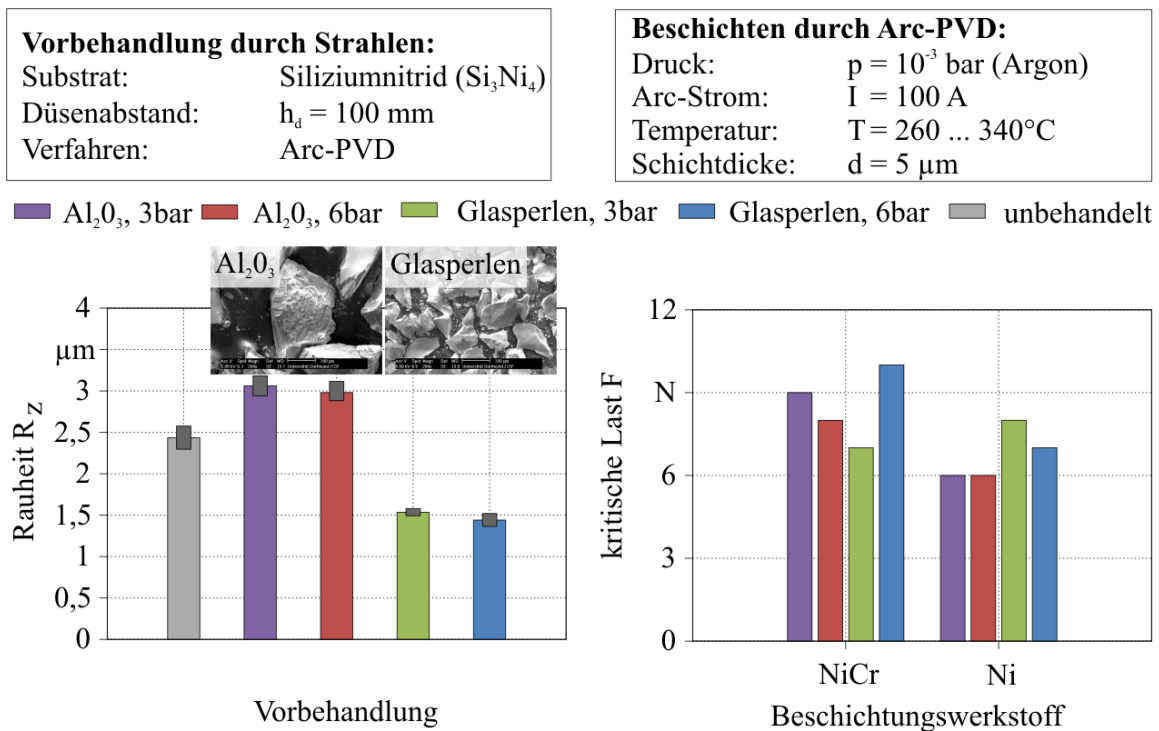 Vorbehandlung durch Strahlen:
Substrat: Siliziumnitrid (Si₃Ni₄)
Düsenabstand: h_d = 100 mm
Verfahren: Arc-PVD
Beschichten durch Arc-PVD:
Druck: p = 10⁻³ bar (Argon)
Arc-Strom: I = 100 A
Temperatur: T = 260 ... 340°C
Schichtdicke: d = 5 µm
Al₂0₃, 3bar Al₂0₃, 6bar Glasperlen, 3bar Glasperlen, 6bar unbehandelt
Al₂0₃
Glasperlen
4
µm
3
2,5
2
1,5
1
0,5
0
Rauheit R_Z
Vorbehandlung
12
N
6
3
0
kritische Last F
NiCr Ni
Beschichtungswerkstoff